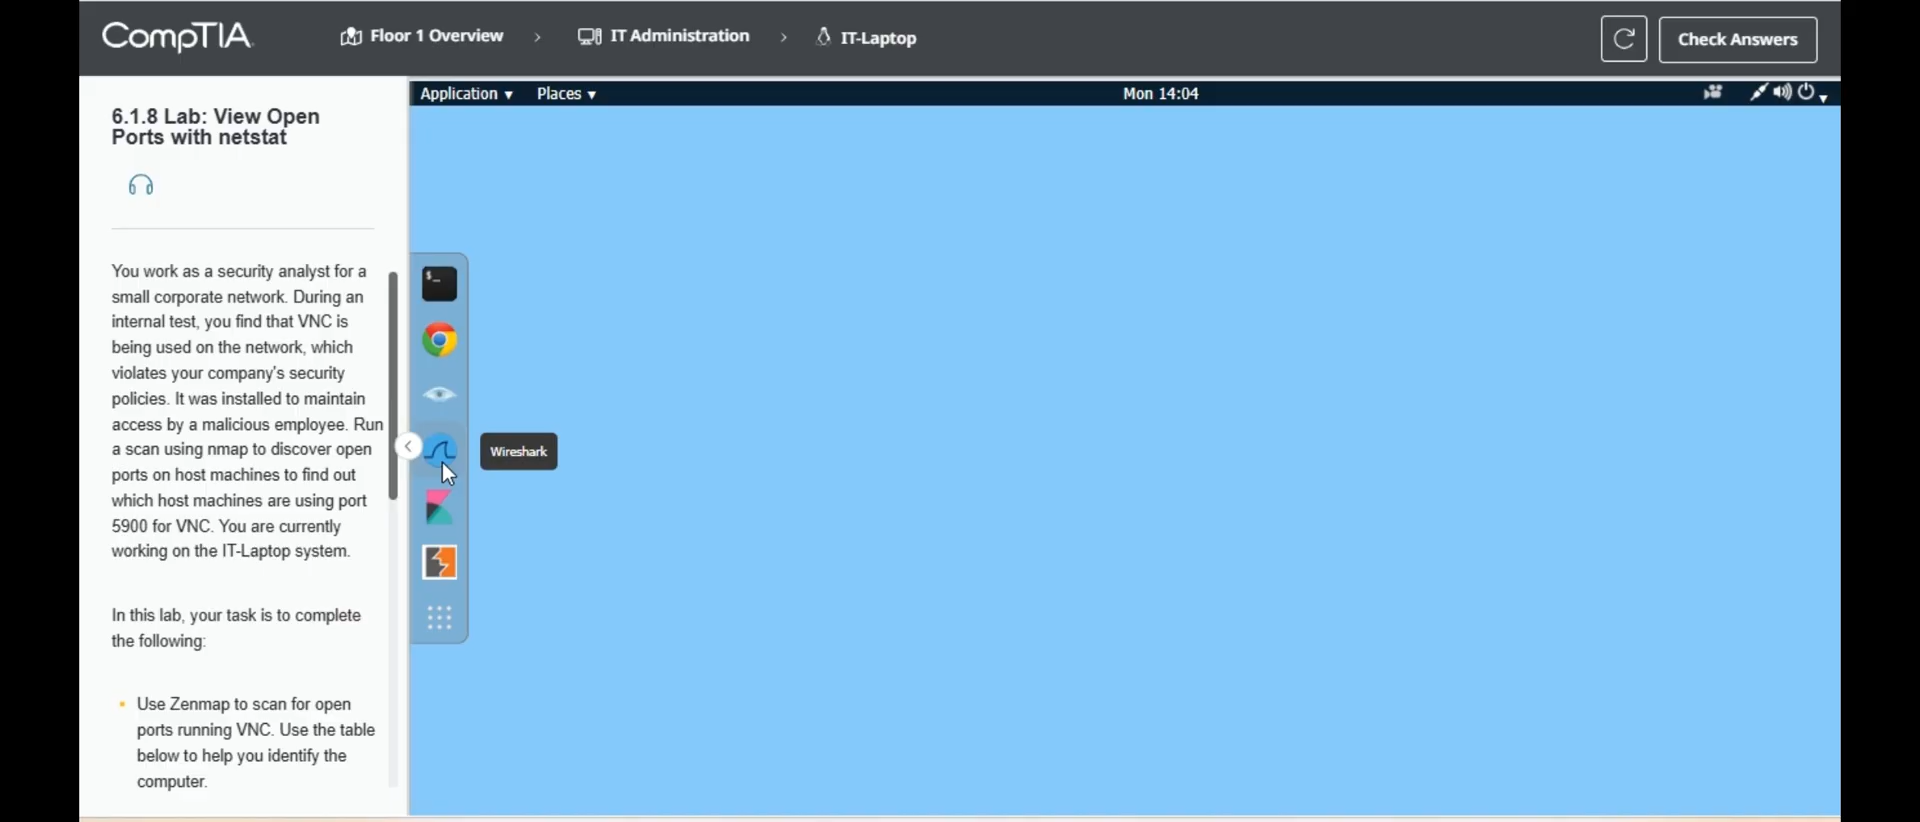 CompTIA
Floor 1 Overview > IT Administration > IT-Laptop
Check Answers
6.1.8 Lab: View Open
Ports with netstat
Application ▾ Places ▾ Mon 14:04
You work as a security analyst for a
small corporate network. During an
internal test, you find that VNC is
being used on the network, which
violates your company's security
policies. It was installed to maintain
access by a malicious employee. Run
a scan using nmap to discover open
ports on host machines to find out
which host machines are using port
5900 for VNC. You are currently
working on the IT-Laptop system.
In this lab, your task is to complete
the following:
• Use Zenmap to scan for open
ports running VNC. Use the table
below to help you identify the
computer.
$_
Wireshark